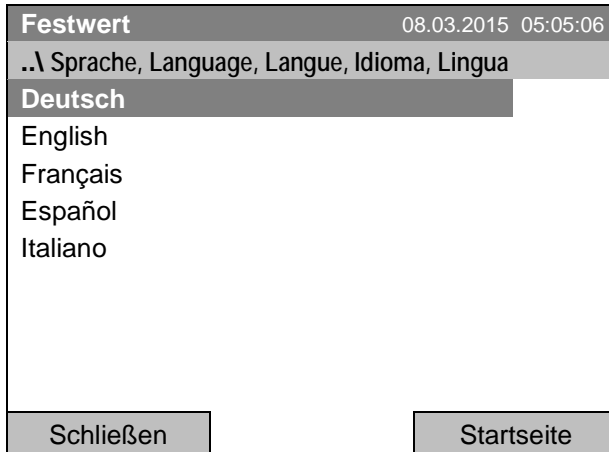 Festwert 08.03.2015 05:05:06
..\ Sprache, Language, Langue, Idioma, Lingua
Deutsch
English
Français
Español
Italiano
Schließen Startseite